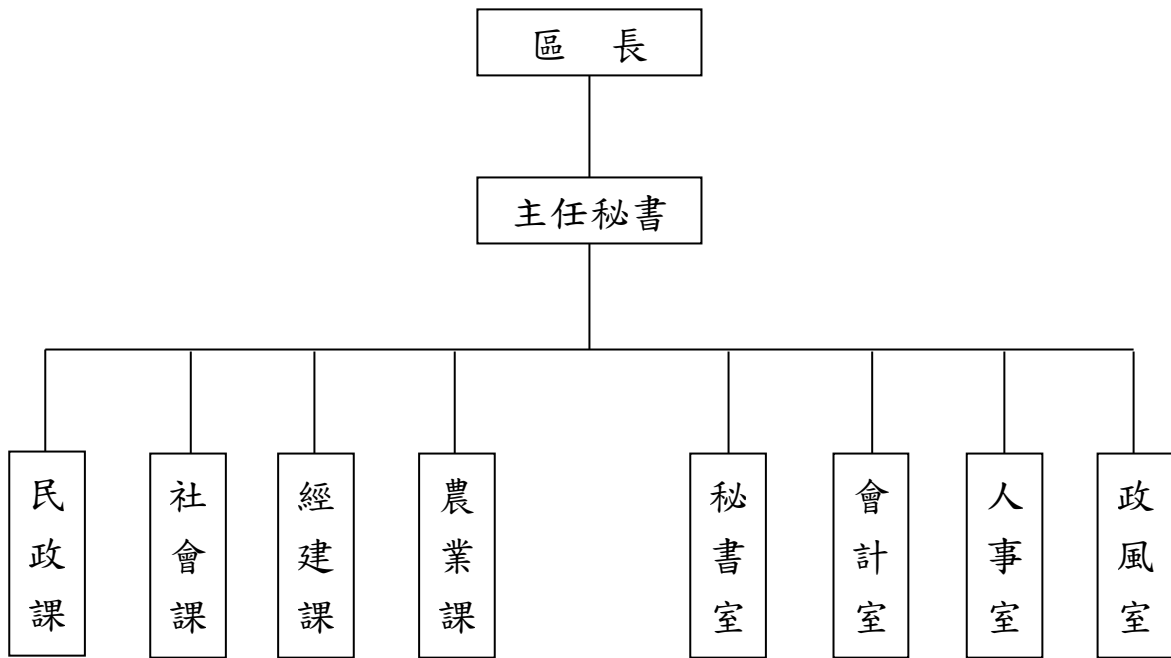 區 長
主任秘書
民政課
社會課
經建課
農業課
秘書室
會計室
人事室
政風室